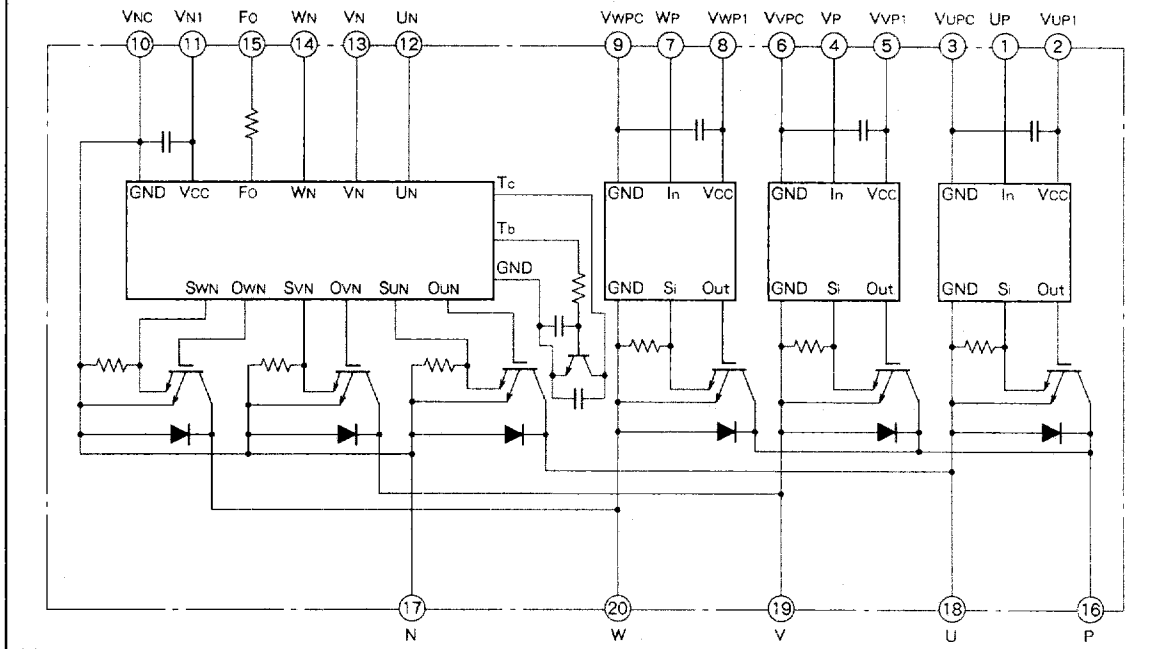 VNC VN1 FO WN VN UN VWPC WP VWP1 VVPC VP VVP1 VUPC UP VUP1
10 11 15 14 13 12 9 7 8 6 4 5 3 1 2
GND VCC FO WN VN UN
TC
Tb
GND
SWN OWN SVN OVN SUN OUN
GND In VCC
GND Si Out
GND In VCC
GND Si Out
GND In VCC
GND Si Out
17 20 19 18 16
N W V U P